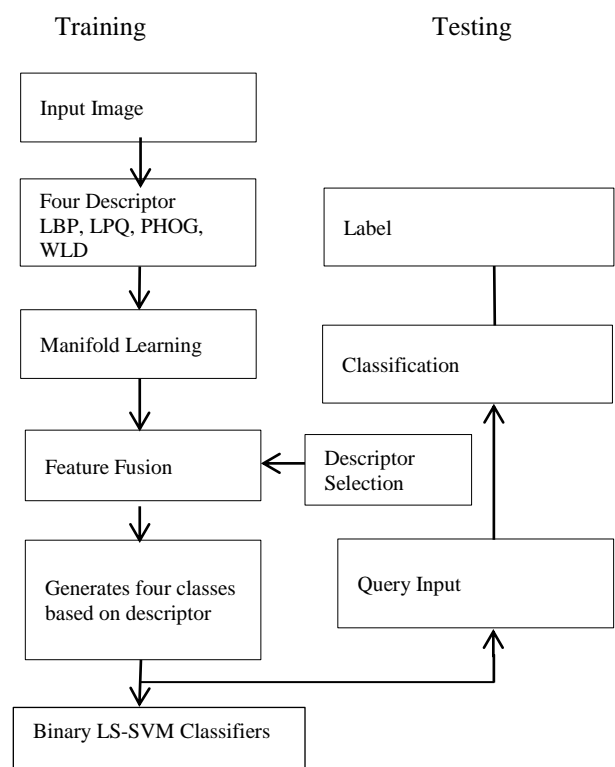 Training
Testing
Input Image
Four Descriptor
LBP, LPQ, PHOG,
WLD
Label
Manifold Learning
Classification
Feature Fusion
Descriptor
Selection
Generates four classes
based on descriptor
Query Input
Binary LS-SVM Classifiers